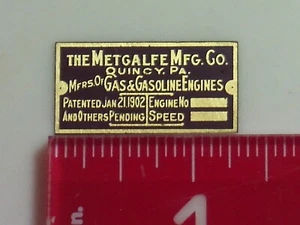 THE METCALFE MFG. CO.
QUINCY, PA.
MFRS. OF GAS & GASOLINE ENGINES
PATENTED JAN 21, 1902 ENGINE NO
AND OTHERS PENDING SPEED
in.
1